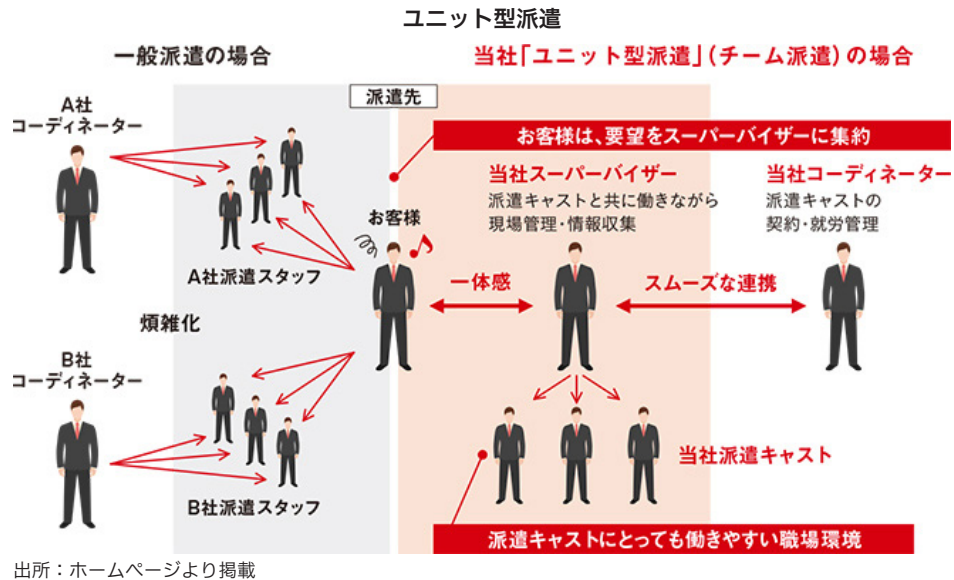 ユニット型派遣
一般派遣の場合
当社「ユニット型派遣」(チーム派遣)の場合
派遣先
A社
コーディネーター
A社派遣スタッフ
煩雑化
B社
コーディネーター
B社派遣スタッフ
お客様
お客様は、要望をスーパーバイザーに集約
当社スーパーバイザー
派遣キャストと共に働きながら
現場管理・情報収集
当社コーディネーター
派遣キャストの
契約・就労管理
一体感
スムーズな連携
当社派遣キャスト
派遣キャストにとっても働きやすい職場環境
出所：ホームページより掲載